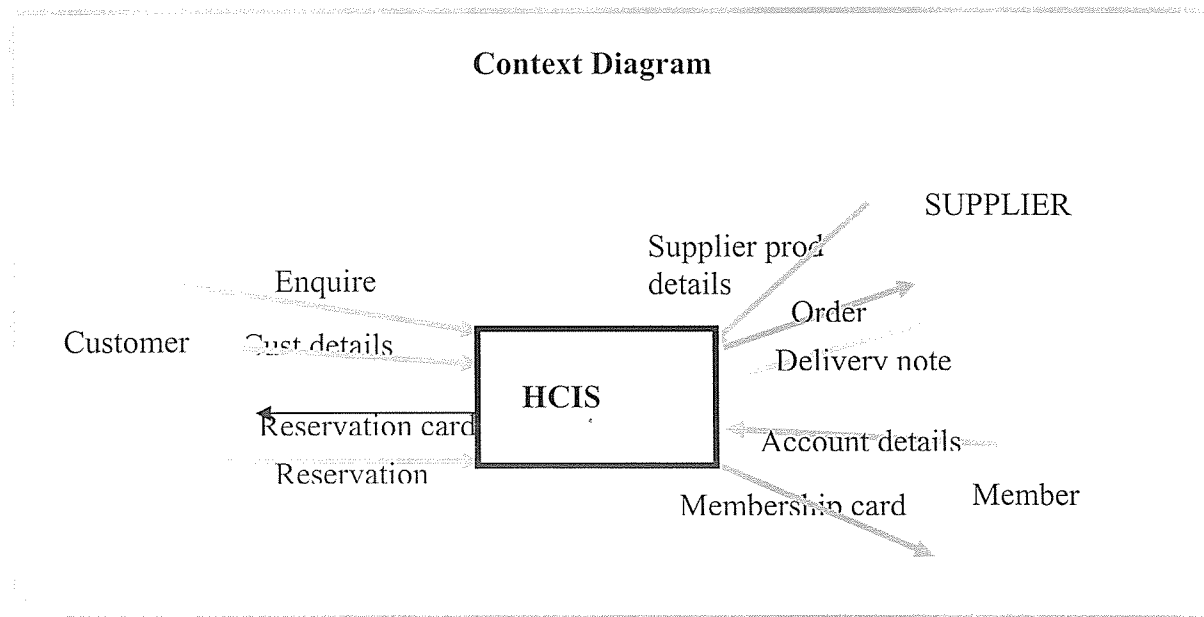 Context Diagram
SUPPLIER
Supplier prod
details
Enquire
Order
Customer
Cust details
Delivery note
HCIS
Reservation card
Account details
Reservation
Membership card
Member